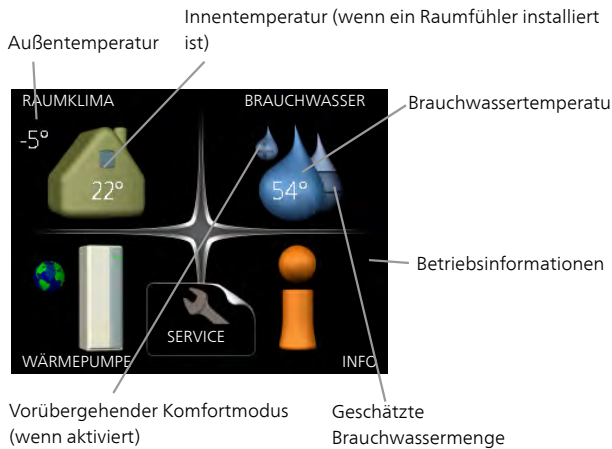 Innentemperatur (wenn ein Raumfühler installiert
ist)
Außentemperatur
RAUMKLIMA
BRAUCHWASSER
Brauchwassertemperatu
-5°
22°
54°
Betriebsinformationen
SERVICE
WÄRMEPUMPE
INFO
Vorübergehender Komfortmodus
(wenn aktiviert)
Geschätzte
Brauchwassermenge